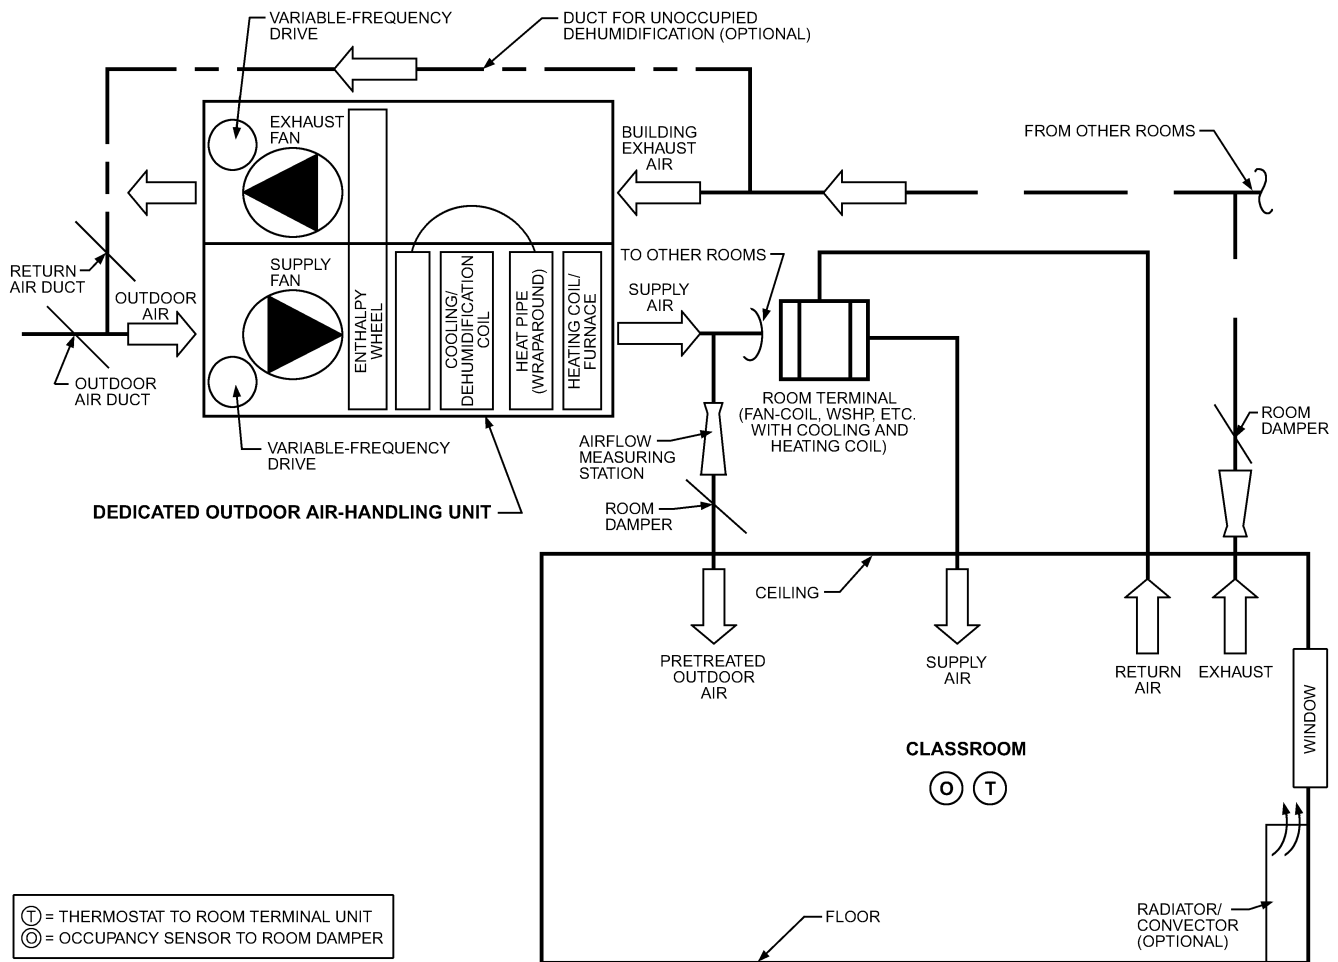 VARIABLE-FREQUENCY
DRIVE
DUCT FOR UNOCCUPIED
DEHUMIDIFICATION (OPTIONAL)
EXHAUST
FAN
BUILDING
EXHAUST
AIR
FROM OTHER ROOMS
RETURN
AIR DUCT
OUTDOOR
AIR
SUPPLY
FAN
ENTHALPY
WHEEL
COOLING/
DEHUMIDIFICATION
COIL
HEAT PIPE
(WRAPAROUND)
HEATING COIL/
FURNACE
TO OTHER ROOMS
SUPPLY
AIR
OUTDOOR
AIR DUCT
ROOM TERMINAL
(FAN-COIL, WSHP, ETC.
WITH COOLING AND
HEATING COIL)
ROOM
DAMPER
VARIABLE-FREQUENCY
DRIVE
AIRFLOW
MEASURING
STATION
DEDICATED OUTDOOR AIR-HANDLING UNIT
ROOM
DAMPER
CEILING
PRETREATED
OUTDOOR
AIR
SUPPLY
AIR
RETURN
AIR
EXHAUST
WINDOW
CLASSROOM
O T
RADIATOR/
CONVECTOR
(OPTIONAL)
FLOOR
T = THERMOSTAT TO ROOM TERMINAL UNIT
O = OCCUPANCY SENSOR TO ROOM DAMPER